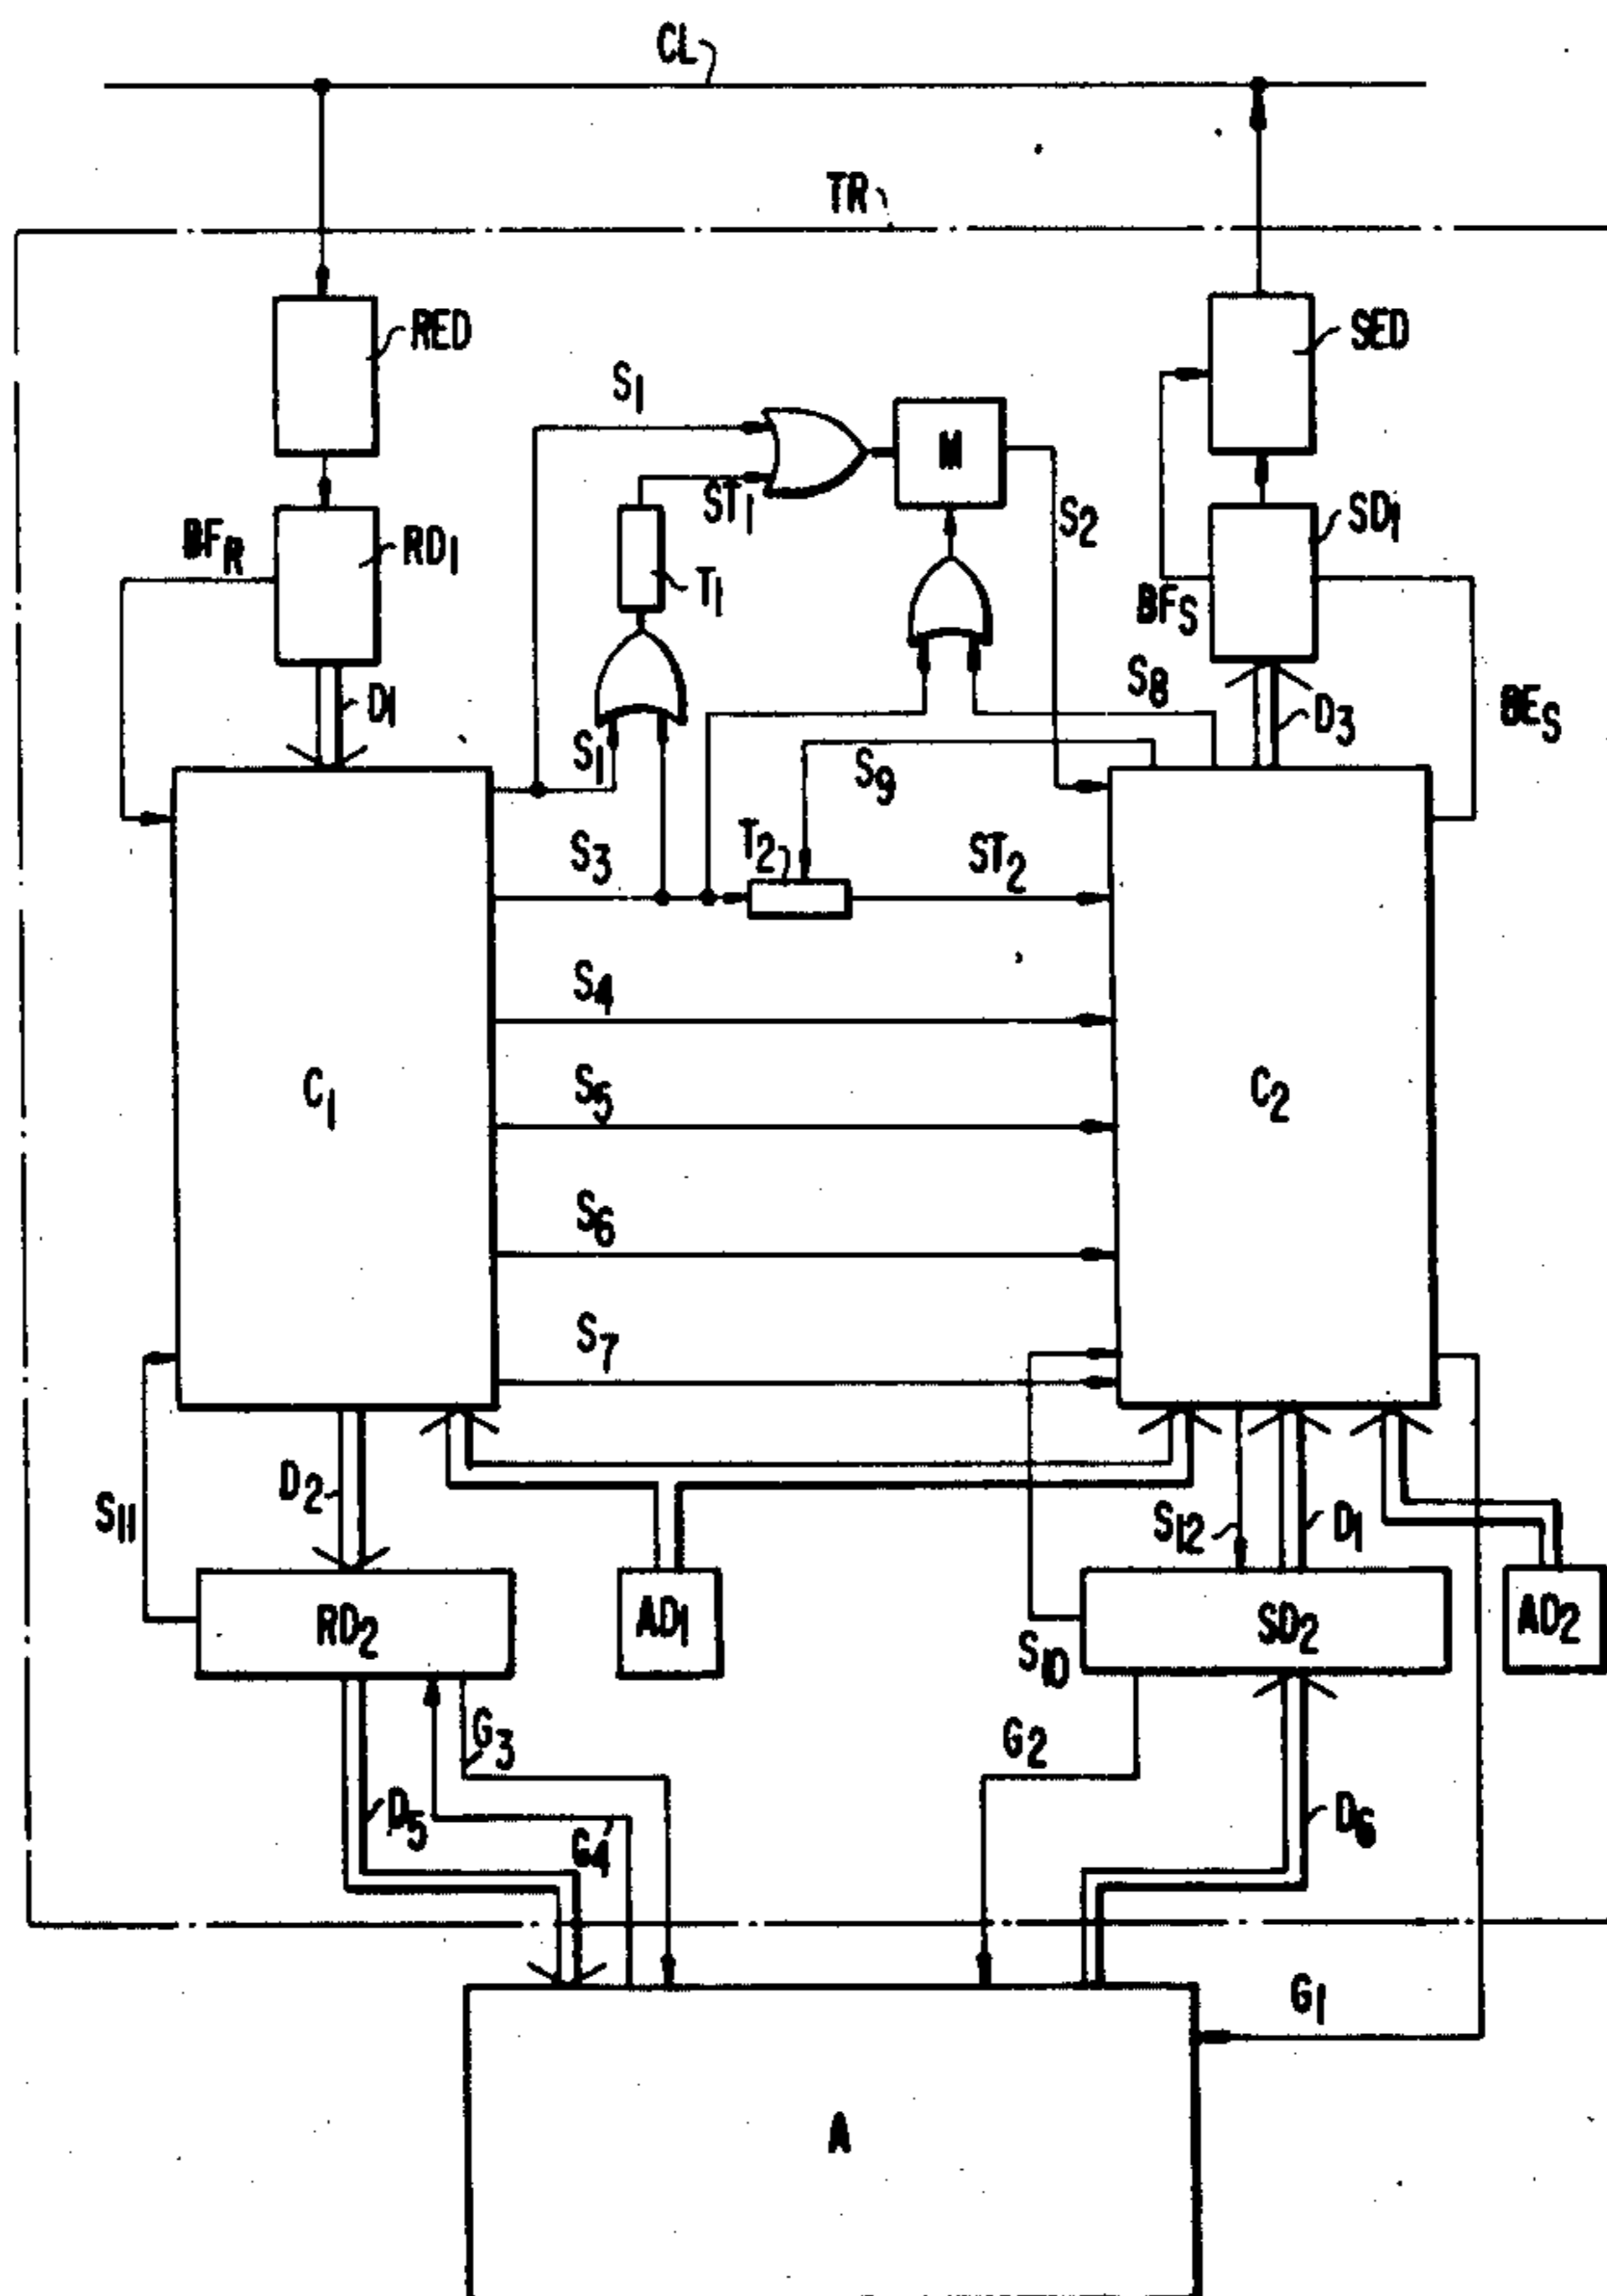 CL
TR
RED
SED
S1
M
ST1
S2
SD1
BFR
RD1
T1
BFS
S8
D1
D3
BES
S1
S9
S3
T2
ST2
S4
C1
S5
C2
S6
S7
D2
S11
S12
D1
RD2
AD1
S10
SD2
AD2
G3
G2
D5
G4
D6
G1
A